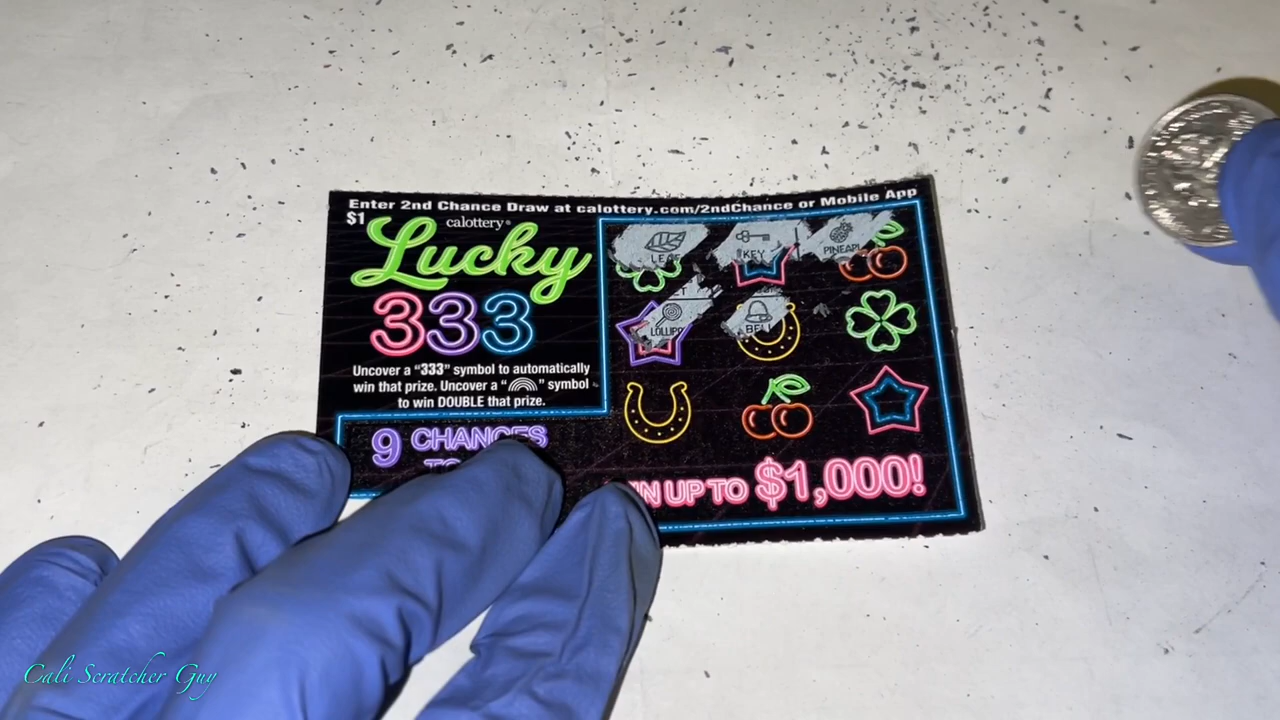 Enter 2nd Chance Draw at calottery.com/2ndChance or Mobile App
$1
calottery®
Lucky
333
Uncover a "333" symbol to automatically
win that prize. Uncover a " " symbol
to win DOUBLE that prize.
KEY
BELL
9 CHANCES
UP TO $1,000!
Cali Scratcher Guy